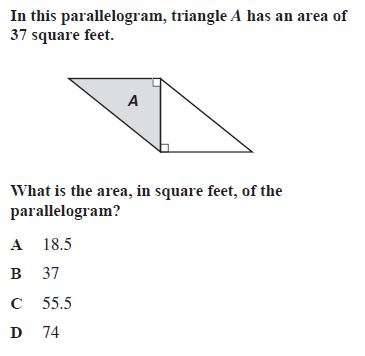 In this parallelogram, triangle A has an area of
37 square feet.
A
What is the area, in square feet, of the
parallelogram?
A 18.5
B 37
C 55.5
D 74